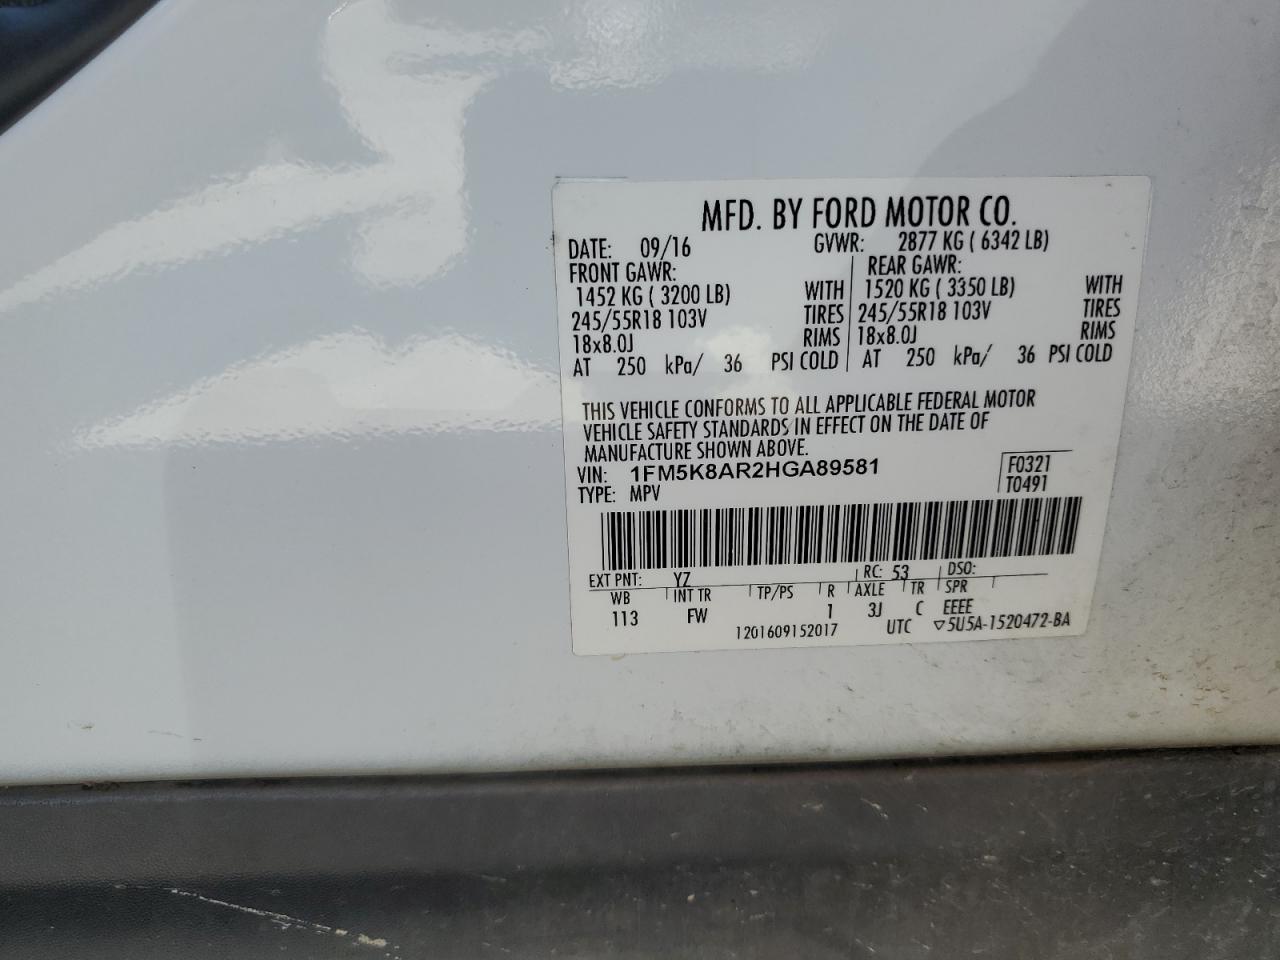 MFD. BY FORD MOTOR CO.
DATE: 09/16 GVWR: 2877 KG ( 6342 LB)
FRONT GAWR: REAR GAWR:
1452 KG ( 3200 LB) WITH 1520 KG ( 3350 LB) WITH
245/55R18 103V TIRES 245/55R18 103V TIRES
18x8.0J RIMS 18x8.0J RIMS
AT 250 kPa/ 36 PSI COLD AT 250 kPa/ 36 PSI COLD
THIS VEHICLE CONFORMS TO ALL APPLICABLE FEDERAL MOTOR
VEHICLE SAFETY STANDARDS IN EFFECT ON THE DATE OF
MANUFACTURE SHOWN ABOVE.
VIN: 1FM5K8AR2HGA89581 F0321
TYPE: MPV T0491
EXT PNT: YZ RC: 53 DSO:
WB INT TR TP/PS R AXLE TR SPR
113 FW 1 3J C EEEE
1201609152017 UTC ▽5U5A-1520472-BA